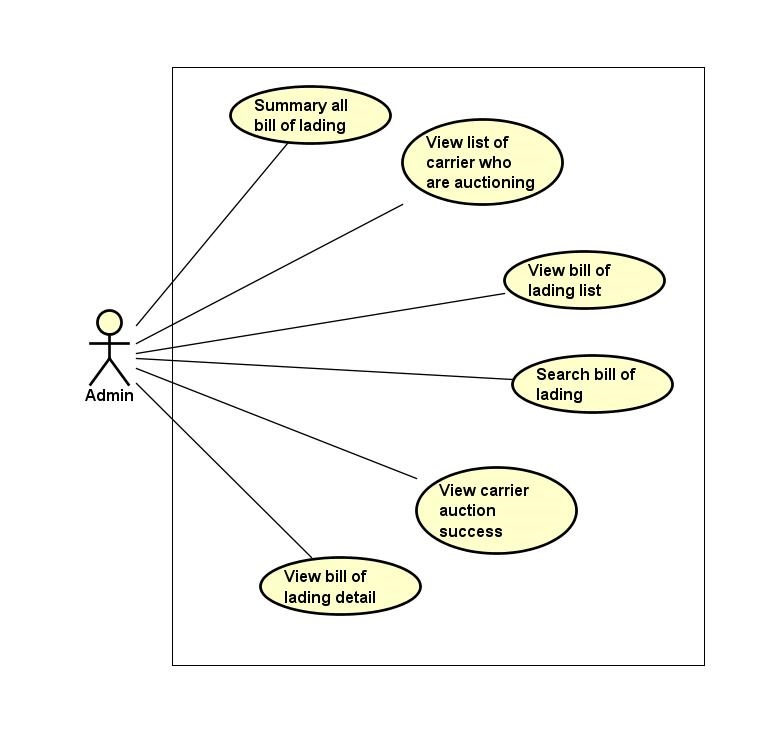 Summary all
bill of lading
View list of
carrier who
are auctioning
View bill of
lading list
Search bill of
lading
Admin
View carrier
auction
success
View bill of
lading detail